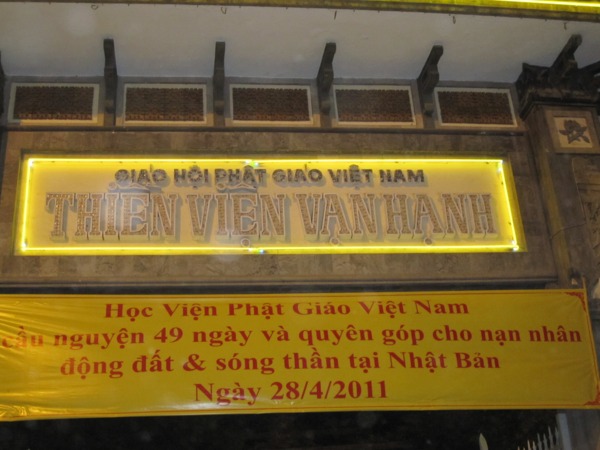 GIÁO HỘI PHẬT GIÁO VIỆT NAM
THIỀN VIỆN VẠN HẠNH
Học Viện Phật Giáo Việt Nam
cầu nguyện 49 ngày và quyên góp cho nạn nhân
động đất & sóng thần tại Nhật Bản
Ngày 28/4/2011